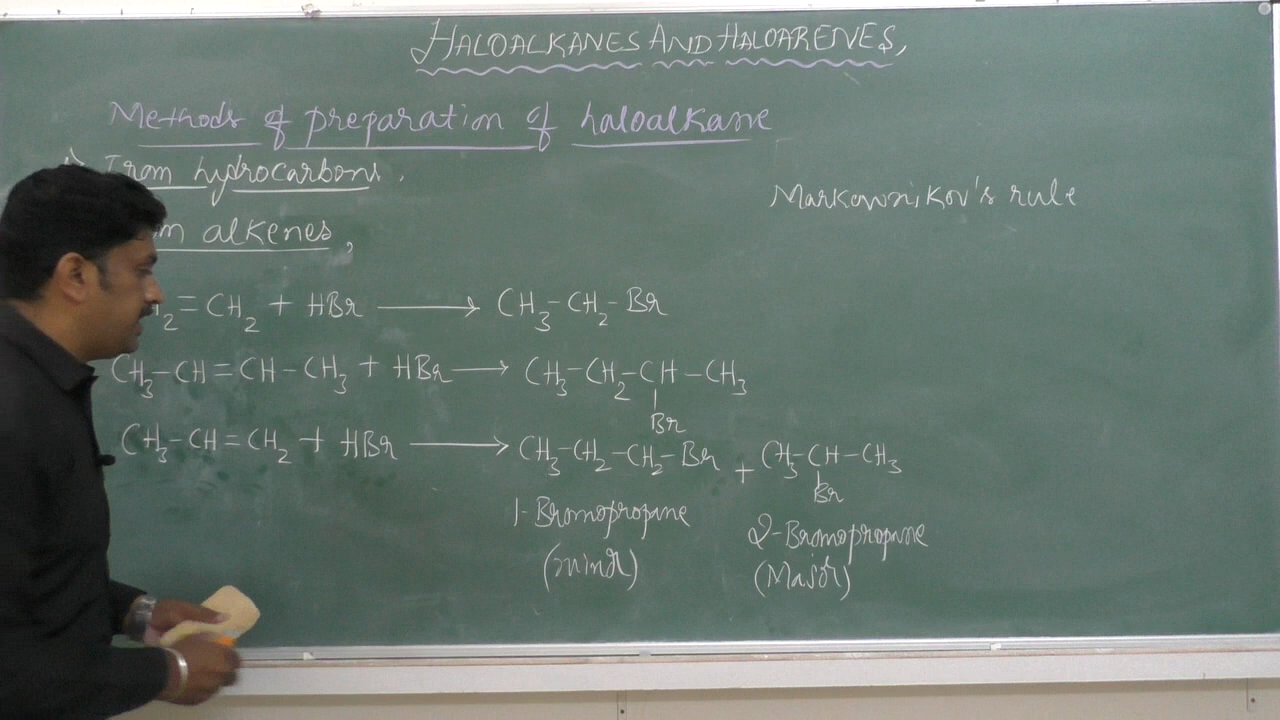 HALOALKANES AND HALOARENES,
Methods of preparation of haloalkane
From hydrocarbons.
Markownikov's rule
alkenes,
=CH2 + HBr ⟶ CH3-CH2-Br
CH3-CH=CH-CH3 + HBr ⟶ CH3-CH2-CH-CH3
Br
CH3-CH=CH2 + HBr ⟶ CH3-CH2-CH2-Br + CH3-CH-CH3
Br
1-Bromopropane
2-Bromopropane
(minor)
(Major)